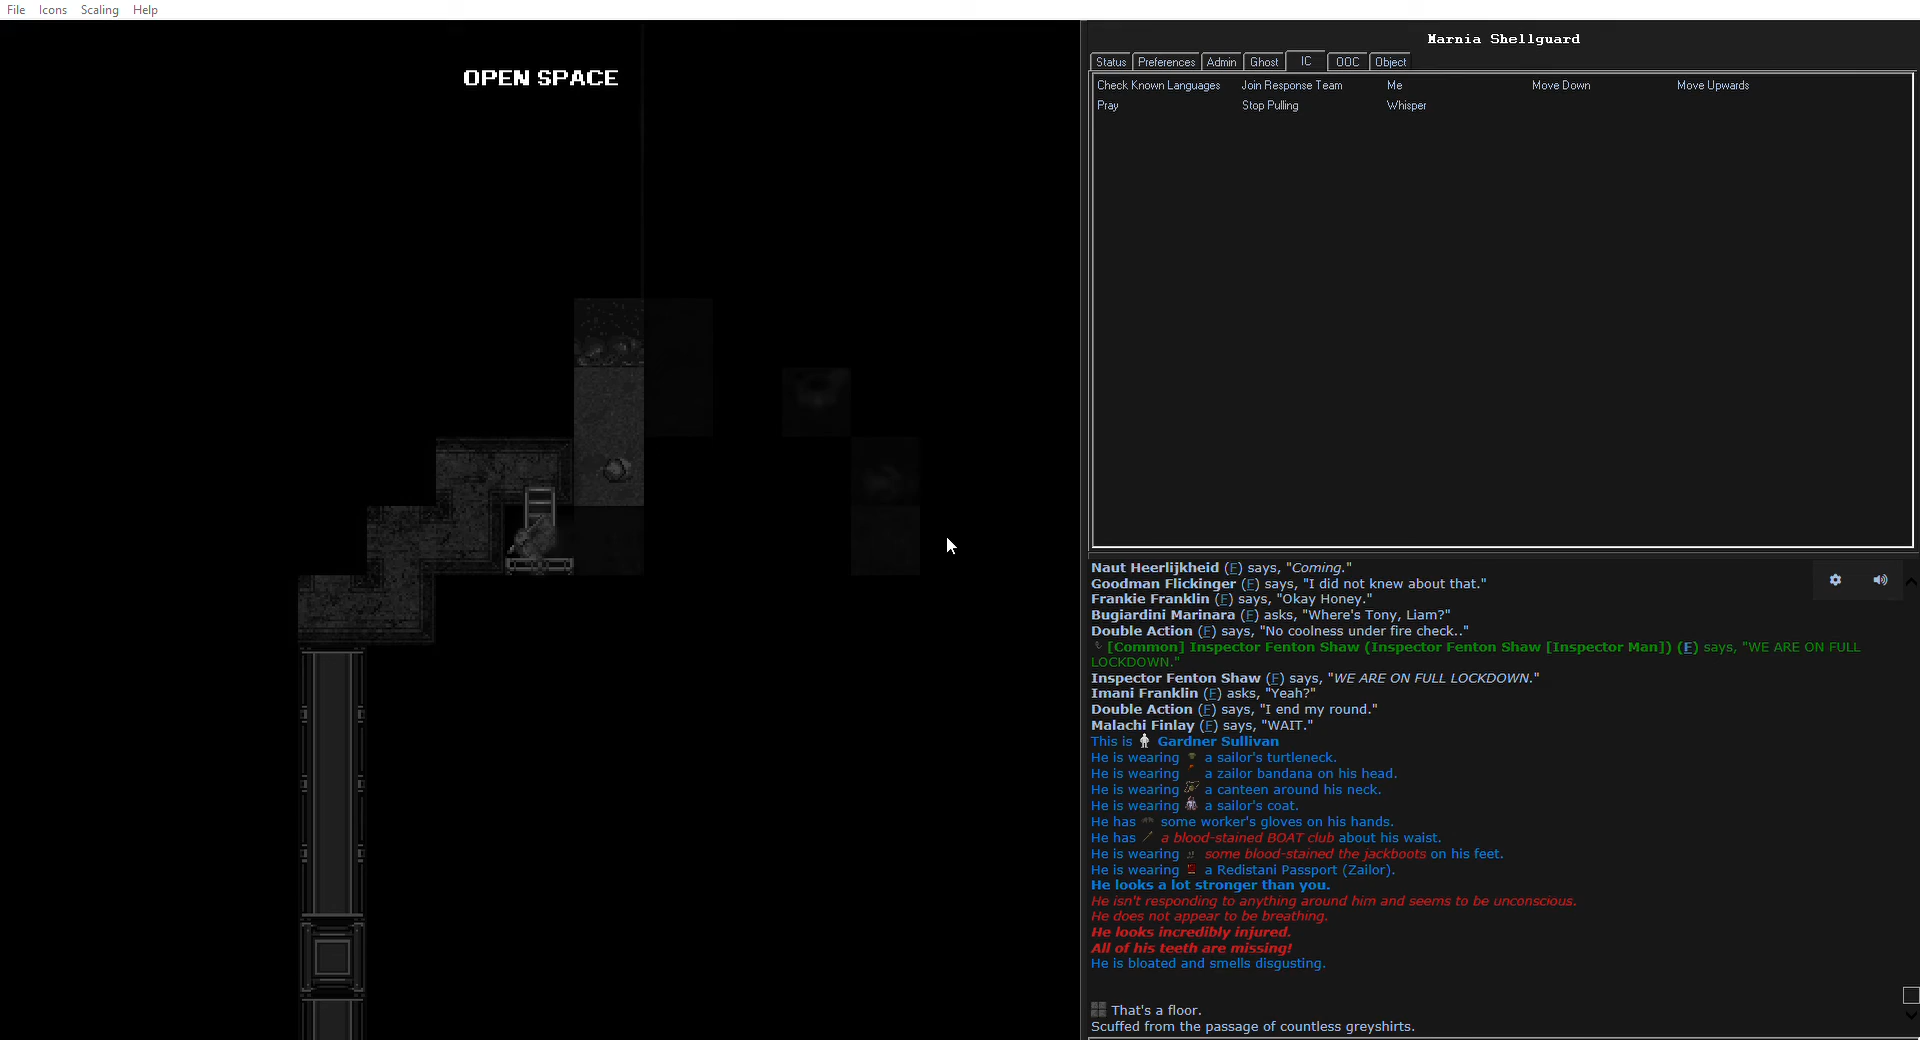 File Icons Scaling Help
OPEN SPACE
Marnia Shellguard
Status Preferences Admin Ghost IC OOC Object
Check Known Languages Join Response Team Me Move Down Move Upwards
Pray Stop Pulling Whisper
Naut Heerlijkheid (F) says, "Coming."
Goodman Flickinger (F) says, "I did not knew about that."
Frankie Franklin (F) says, "Okay Honey."
Bugiardini Marinara (F) asks, "Where's Tony, Liam?"
Double Action (F) says, "No coolness under fire check.."
[Common] Inspector Fenton Shaw (Inspector Fenton Shaw [Inspector Man]) (F) says, "WE ARE ON FULL
LOCKDOWN."
Inspector Fenton Shaw (F) says, "WE ARE ON FULL LOCKDOWN."
Imani Franklin (F) asks, "Yeah?"
Double Action (F) says, "I end my round."
Malachi Finlay (F) says, "WAIT."
This is Gardner Sullivan
He is wearing a sailor's turtleneck.
He is wearing a zailor bandana on his head.
He is wearing a canteen around his neck.
He is wearing a sailor's coat.
He has some worker's gloves on his hands.
He has a blood-stained BOAT club about his waist.
He is wearing some blood-stained the jackboots on his feet.
He is wearing a Redistani Passport (Zailor).
He looks a lot stronger than you.
He isn't responding to anything around him and seems to be unconscious.
He does not appear to be breathing.
He looks incredibly injured.
All of his teeth are missing!
He is bloated and smells disgusting.
That's a floor.
Scuffed from the passage of countless greyshirts.